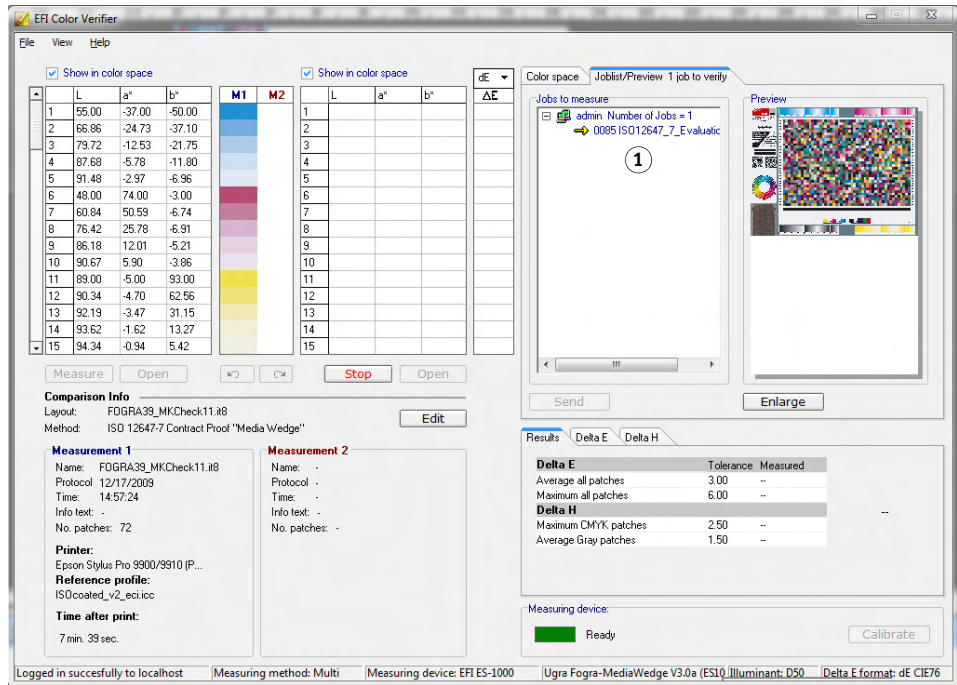 EFI Color Verifier
File View Help
Show in color space
L a* b* M1 M2
1 55.00 -37.00 -50.00
2 66.86 -24.73 -37.10
3 79.72 -12.53 -21.75
4 87.68 -5.78 -11.80
5 91.48 -2.97 -6.96
6 48.00 74.00 -3.00
7 60.84 50.59 -6.74
8 76.42 25.78 -6.91
9 86.18 12.01 -5.21
10 90.67 5.90 -3.86
11 89.00 -5.00 93.00
12 90.34 -4.70 62.56
13 92.19 -3.47 31.15
14 93.62 -1.62 13.27
15 94.34 -0.94 5.42
Measure Open
Show in color space
L a* b*
1
2
3
4
5
6
7
8
9
10
11
12
13
14
15
dE
ΔE
Stop Open
Comparison Info
Layout: FOGRA39_MKCheck11.it8
Method: ISO 12647-7 Contract Proof "Media Wedge"
Edit
Measurement 1
Name: FOGRA39_MKCheck11.it8
Protocol 12/17/2009
Time: 14:57:24
Info text: -
No. patches: 72
Printer:
Epson Stylus Pro 9900/9910 (P...
Reference profile:
ISOcoated_v2_eci.icc
Time after print:
7 min. 39 sec.
Measurement 2
Name: -
Protocol -
Time: -
Info text: -
No. patches: -
Color space Joblist/Preview 1 job to verify
Jobs to measure
admin Number of Jobs = 1
0085 ISO12647_7_Evaluatic
1
Send
Preview
Enlarge
Results Delta E Delta H
Delta E Tolerance Measured
Average all patches 3.00 --
Maximum all patches 6.00 --
Delta H
Maximum CMYK patches 2.50 --
Average Gray patches 1.50 --
--
Measuring device:
Ready
Calibrate
Logged in succesfully to localhost Measuring method: Multi Measuring device: EFI ES-1000 Ugra Fogra-MediaWedge V3.0a (ES10 Illuminant: D50 Delta E format: dE CIE76